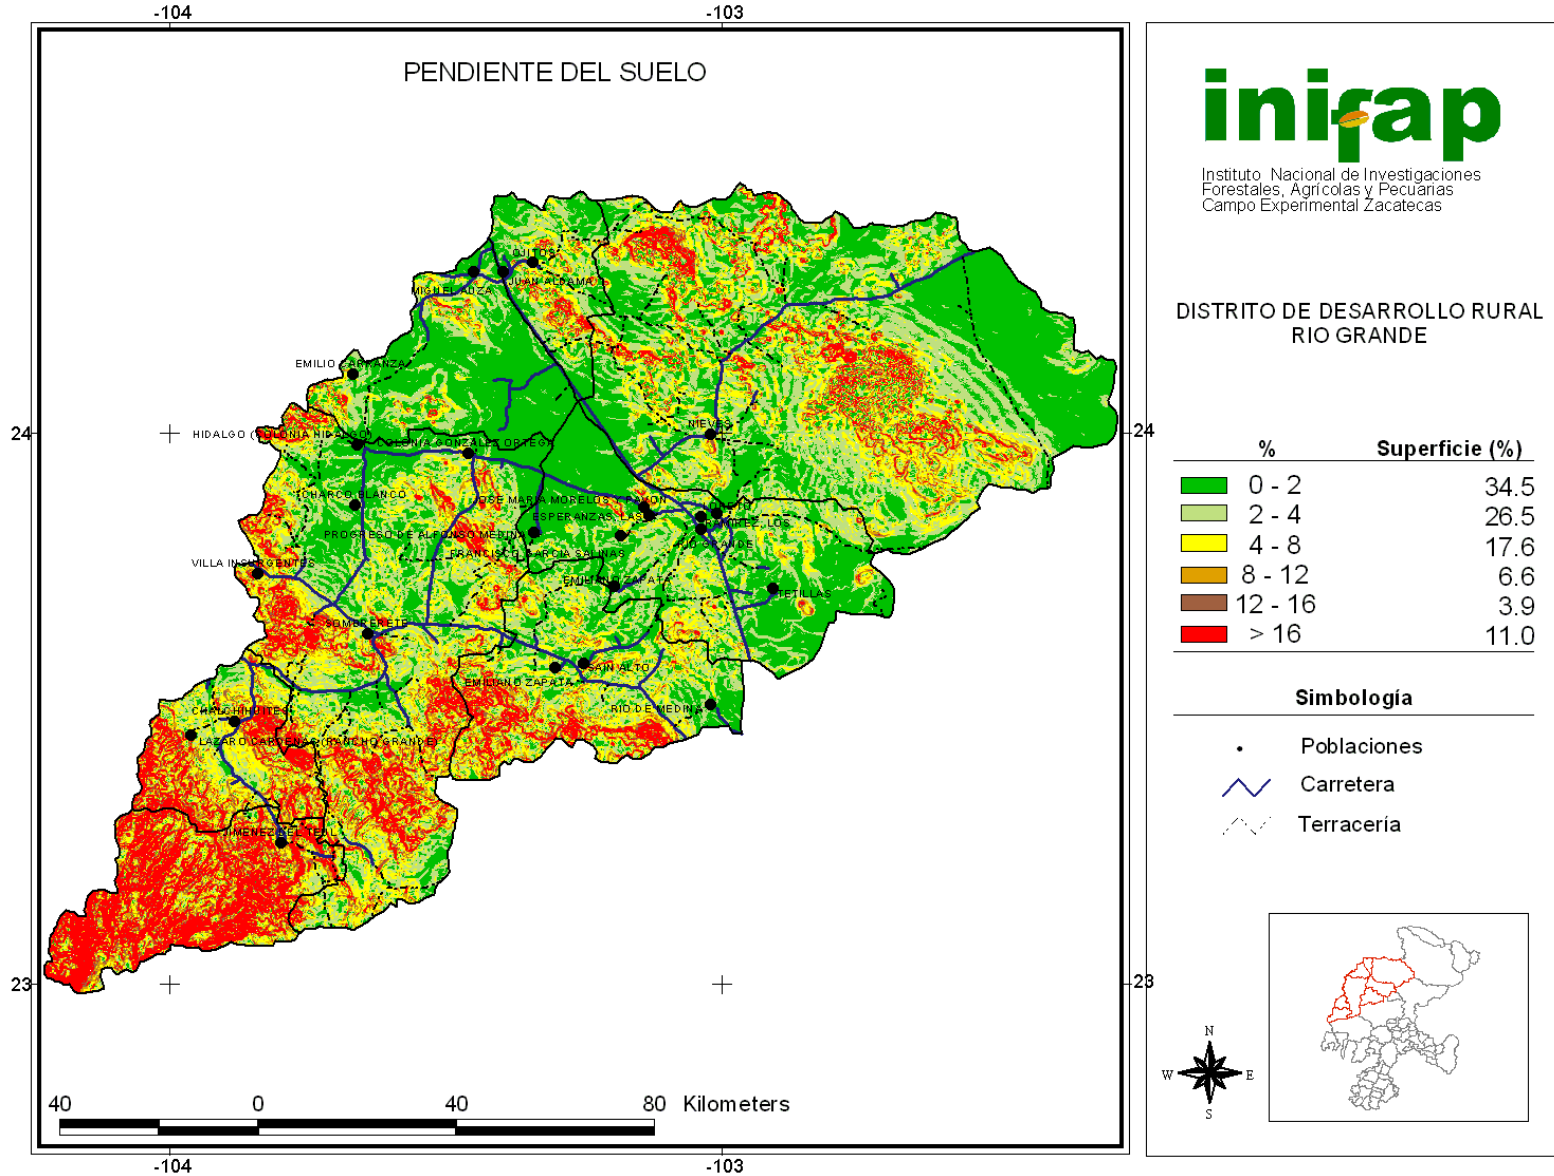 -104
-103
PENDIENTE DEL SUELO
OJITOS
JUAN ALDAMA
MIGUEL AUZA
EMILIO CARRANZA
24
24
NIEVES
HIDALGO (COLONIA HIDALGO)
COLONIA GONZALEZ ORTEGA
CHARCO BLANCO
JOSE MARIA MORELOS Y PAVON
LORETO
ESPERANZAS, LAS
RAMIREZ, LOS
PROGRESO DE ALFONSO MEDINA
RIO GRANDE
FRANCISCO GARCIA SALINAS
VILLA INSURGENTES
EMILIANO ZAPATA
TETILLAS
SOMBRERETE
SAIN ALTO
EMILIANO ZAPATA
RIO DE MEDINA
CHALCHIHUITES
LAZARO CARDENAS (RANCHO GRANDE)
JIMENEZ DEL TEUL
23
23
40 0 40 80 Kilometers
-104
-103
inifap
Instituto Nacional de Investigaciones
Forestales, Agrícolas y Pecuarias
Campo Experimental Zacatecas
DISTRITO DE DESARROLLO RURAL
RIO GRANDE
% Superficie (%)
0 - 2 34.5
2 - 4 26.5
4 - 8 17.6
8 - 12 6.6
12 - 16 3.9
> 16 11.0
Simbología
Poblaciones
Carretera
Terracería
N
W E
S